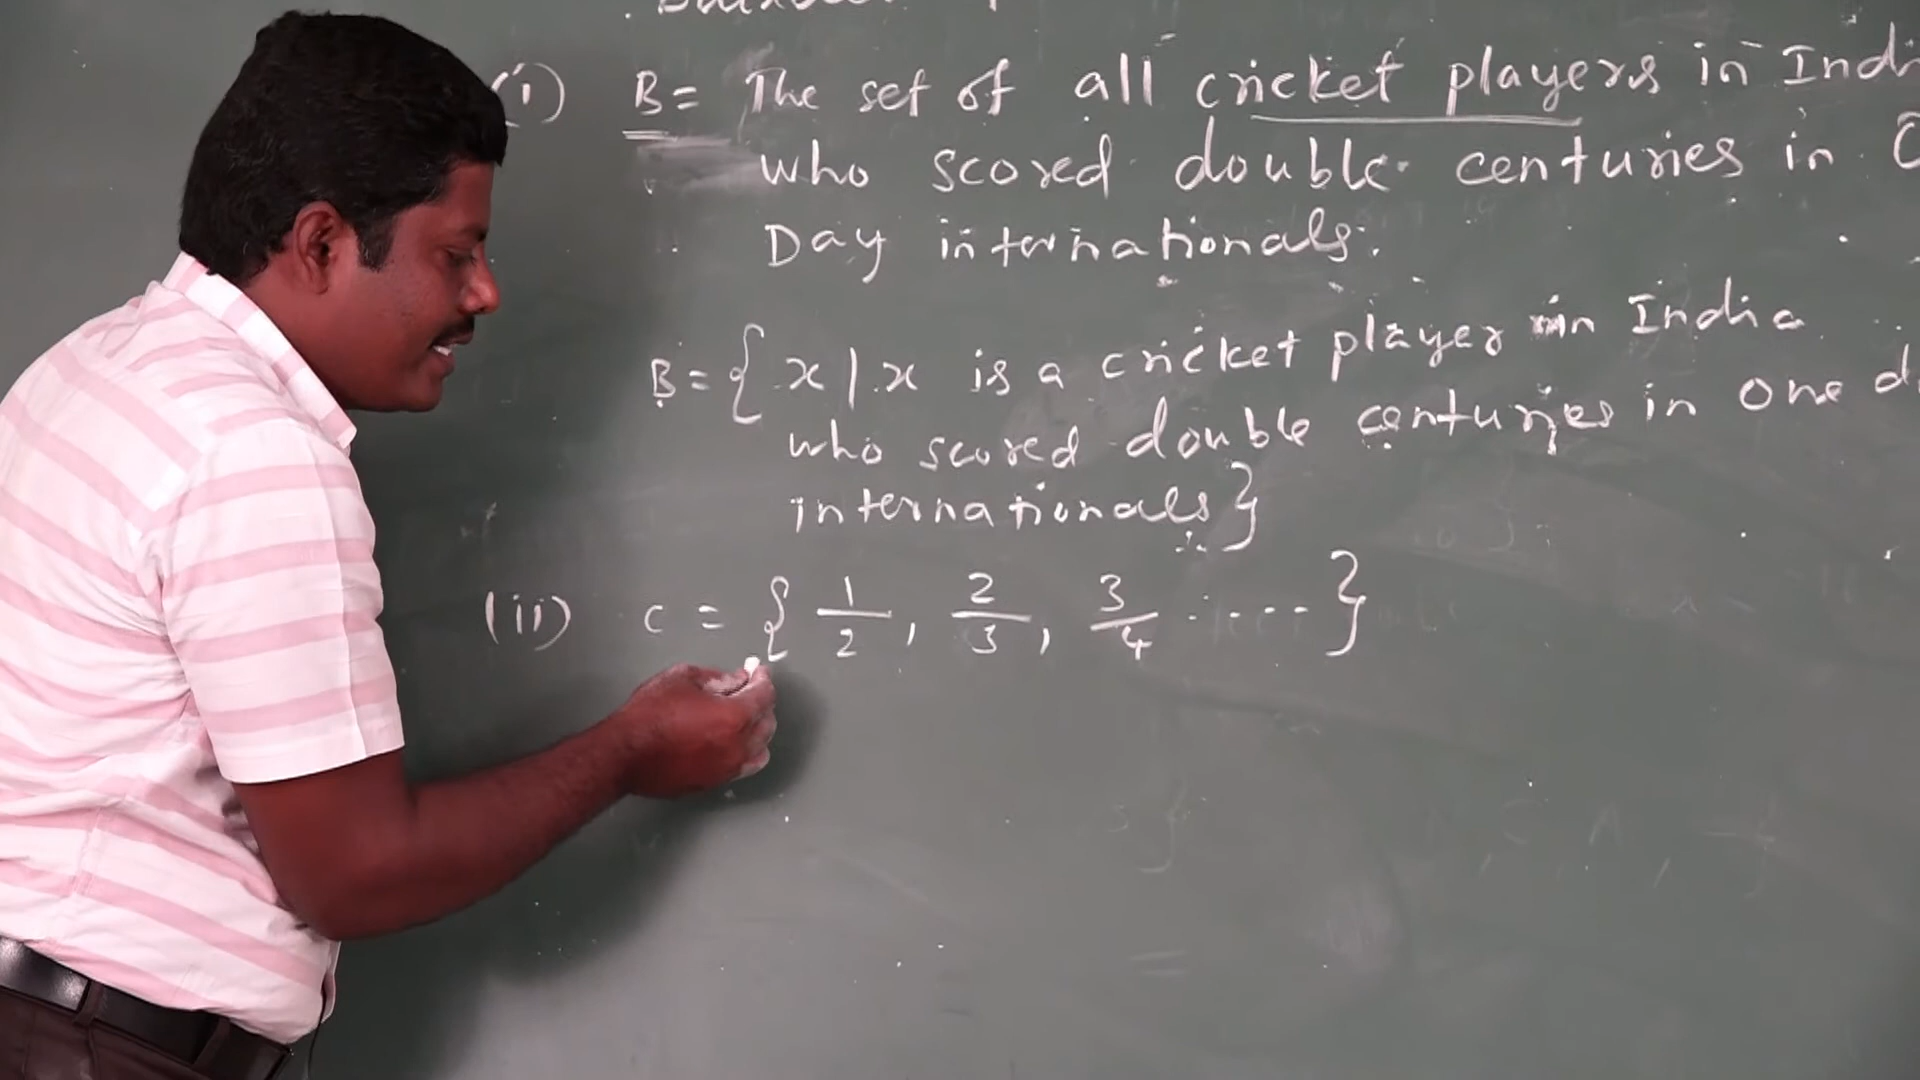 (i) B = The set of all cricket players in Indi
who scored double centuries in O
Day internationals.
B = { x | x is a cricket player in India
who scored double centuries in one d
internationals }
(ii) C = { 1/2, 2/3, 3/4 ..... }